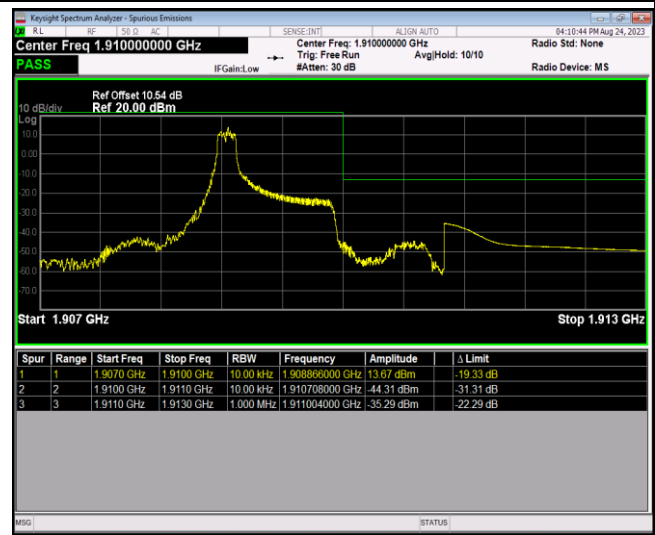 Keysight Spectrum Analyzer - Spurious Emissions
RL RF 50 Ω AC SENSE:INT ALIGN AUTO 04:10:44 PM Aug 24, 2023
Center Freq 1.910000000 GHz Center Freq: 1.910000000 GHz Radio Std: None
Trig: Free Run Avg|Hold: 10/10
PASS IFGain:Low #Atten: 30 dB Radio Device: MS
Ref Offset 10.54 dB
10 dB/div Ref 20.00 dBm
Log
10.0
0.00
-10.0
-20.0
-30.0
-40.0
-50.0
-60.0
-70.0
Start 1.907 GHz Stop 1.913 GHz
Spur Range Start Freq Stop Freq RBW Frequency Amplitude Δ Limit
1 1 1.9070 GHz 1.9100 GHz 10.00 kHz 1.908866000 GHz 13.67 dBm -19.33 dB
2 2 1.9100 GHz 1.9110 GHz 10.00 kHz 1.910708000 GHz -44.31 dBm -31.31 dB
3 3 1.9110 GHz 1.9130 GHz 1.000 MHz 1.911004000 GHz -35.29 dBm -22.29 dB
MSG STATUS